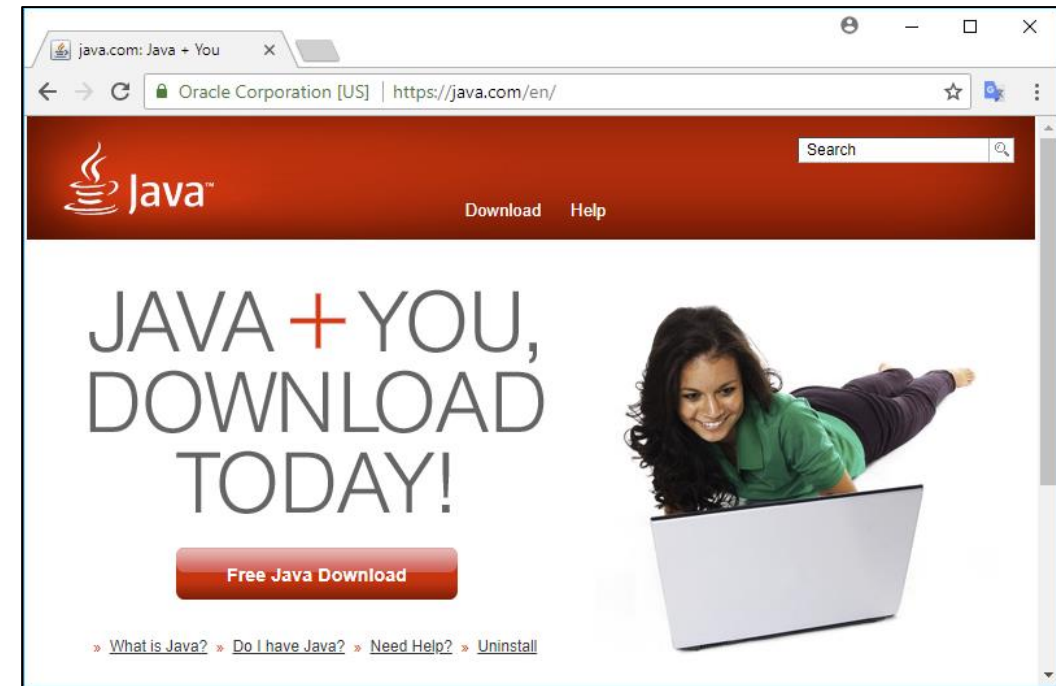 java.com: Java + You
Oracle Corporation [US] | https://java.com/en/
Search
Java™
Download Help
JAVA + YOU,
DOWNLOAD
TODAY!
Free Java Download
» What is Java? » Do I have Java? » Need Help? » Uninstall